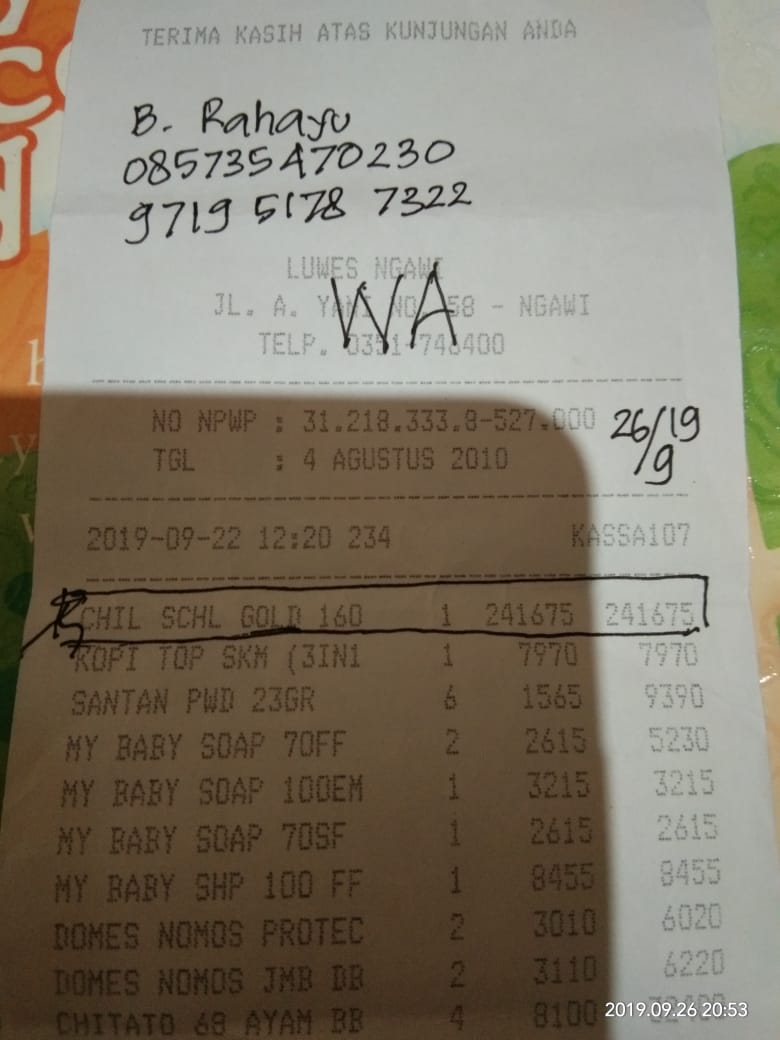 TERIMA KASIH ATAS KUNJUNGAN ANDA
B. Rahayu
085735470230
9719 5178 7322
LUWES NGAWI
WA
JL. A. YANI NO 58 - NGAWI
TELP. 0351-748400
NO NPWP : 31.218.333.8-527.000
26/19
9
TGL : 4 AGUSTUS 2010
2019-09-22 12:20 234 KASSA107
CHIL SCHL GOLD 160 1 241675 241675
KOPI TOP SKM (3IN1 1 7970 7970
SANTAN PWD 23GR 6 1565 9390
MY BABY SOAP 70FF 2 2615 5230
MY BABY SOAP 100EM 1 3215 3215
MY BABY SOAP 70SF 1 2615 2615
MY BABY SHP 100 FF 1 8455 8455
DOMES NOMOS PROTEC 2 3010 6020
DOMES NOMOS JMB DB 2 3110 6220
CHITATO 68 AYAM BB 4 8100 32400
2019.09.26 20:53